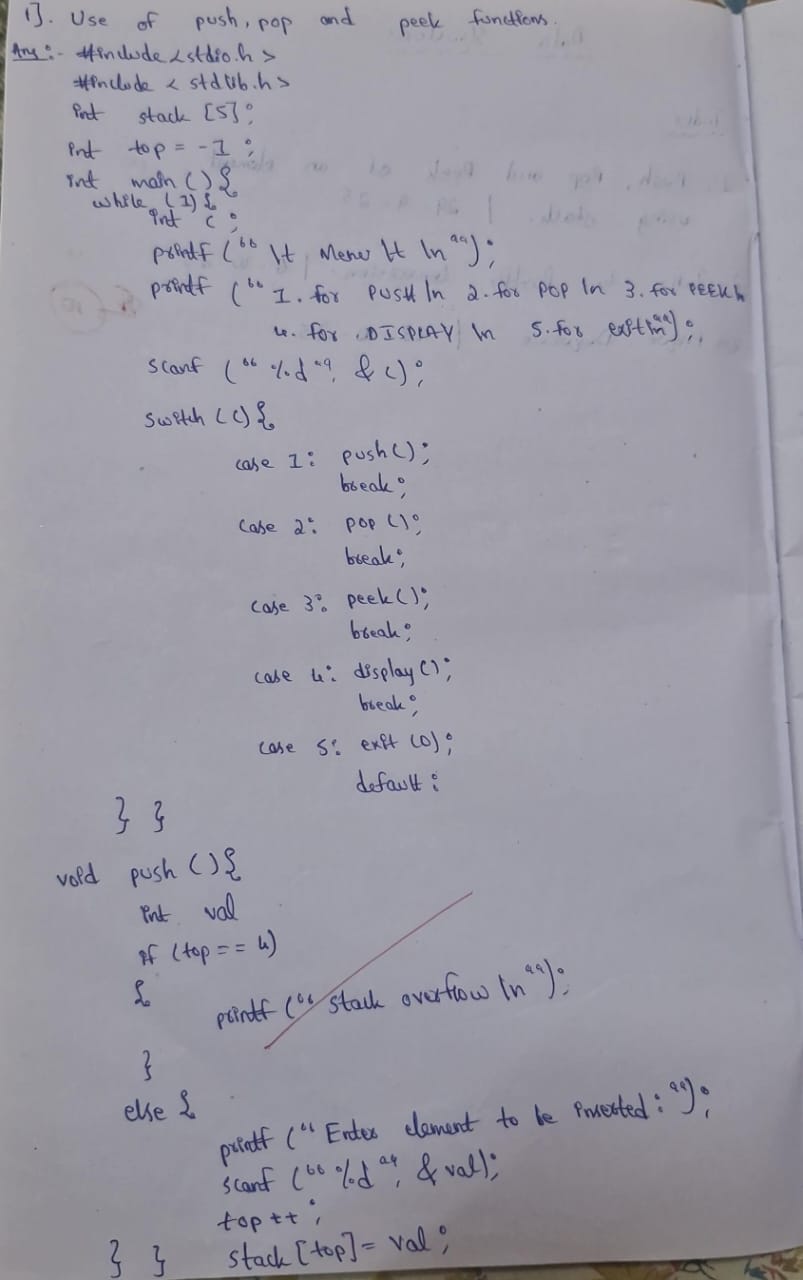 1]. Use of push, pop and peek functions.
Ans :- #include <stdio.h>
#include < stdlib.h>
int stack [5];
int top = -1 ;
int main () {
while (1) {
int c ;
printf (" \t Menu \t \n");
printf (" 1. for PUSH \n 2. for POP \n 3. for PEEK \n
4. for DISPLAY \n 5. for exit \n");
scanf (" %d ", & c);
switch (c) {
case 1: push();
break;
case 2: pop ();
break;
case 3: peek();
break;
case 4: display ();
break;
case 5: exit (0);
default :
} }
void push () {
int val
if (top == 4)
{
printf (" stack overflow \n");
}
else {
printf (" Enter element to be inserted : ");
scanf (" %d ", & val);
top ++ ;
} } stack [top] = val ;